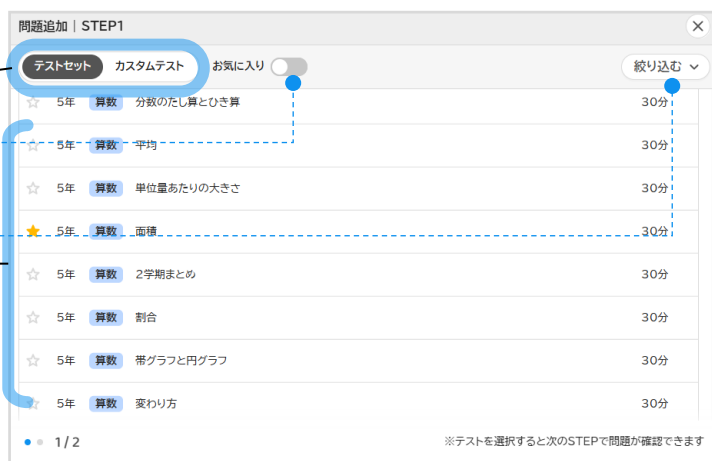 問題追加 | STEP1
テストセット カスタムテスト お気に入り 絞り込む
5年 算数 分数のたし算とひき算 30分
5年 算数 平均 30分
5年 算数 単位量あたりの大きさ 30分
5年 算数 面積 30分
5年 算数 2学期まとめ 30分
5年 算数 割合 30分
5年 算数 帯グラフと円グラフ 30分
5年 算数 変わり方 30分
1/2 ※テストを選択すると次のSTEPで問題が確認できます